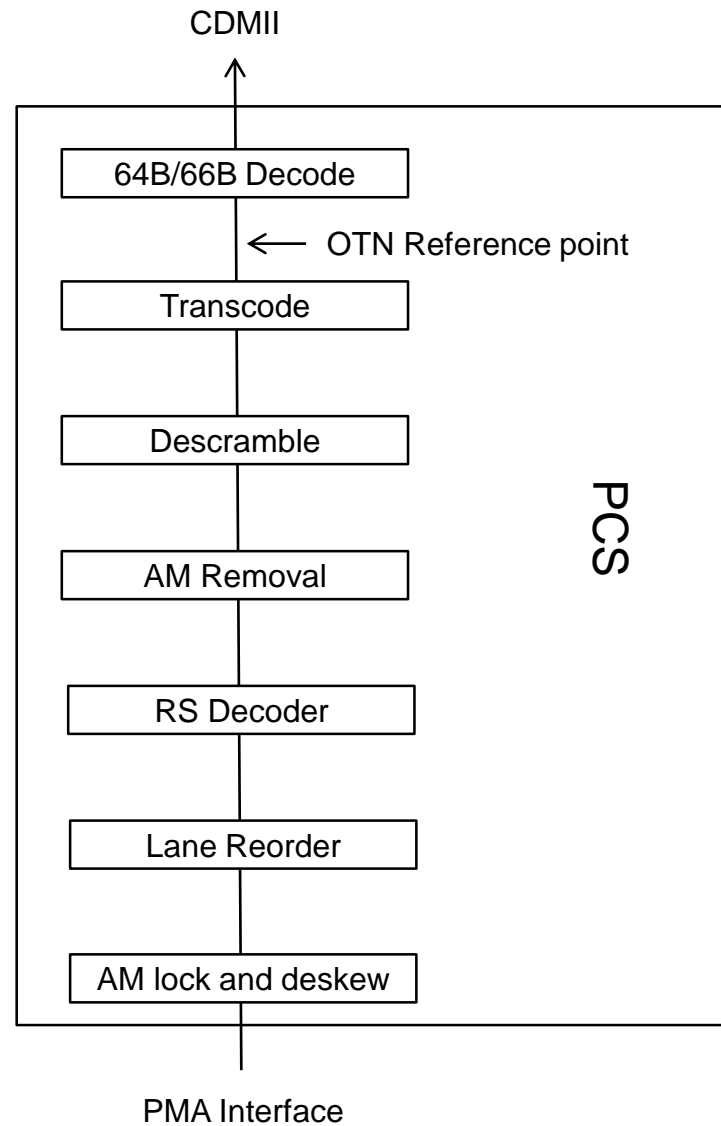 CDMII
64B/66B Decode
OTN Reference point
Transcode
Descramble
PCS
AM Removal
RS Decoder
Lane Reorder
AM lock and deskew
PMA Interface